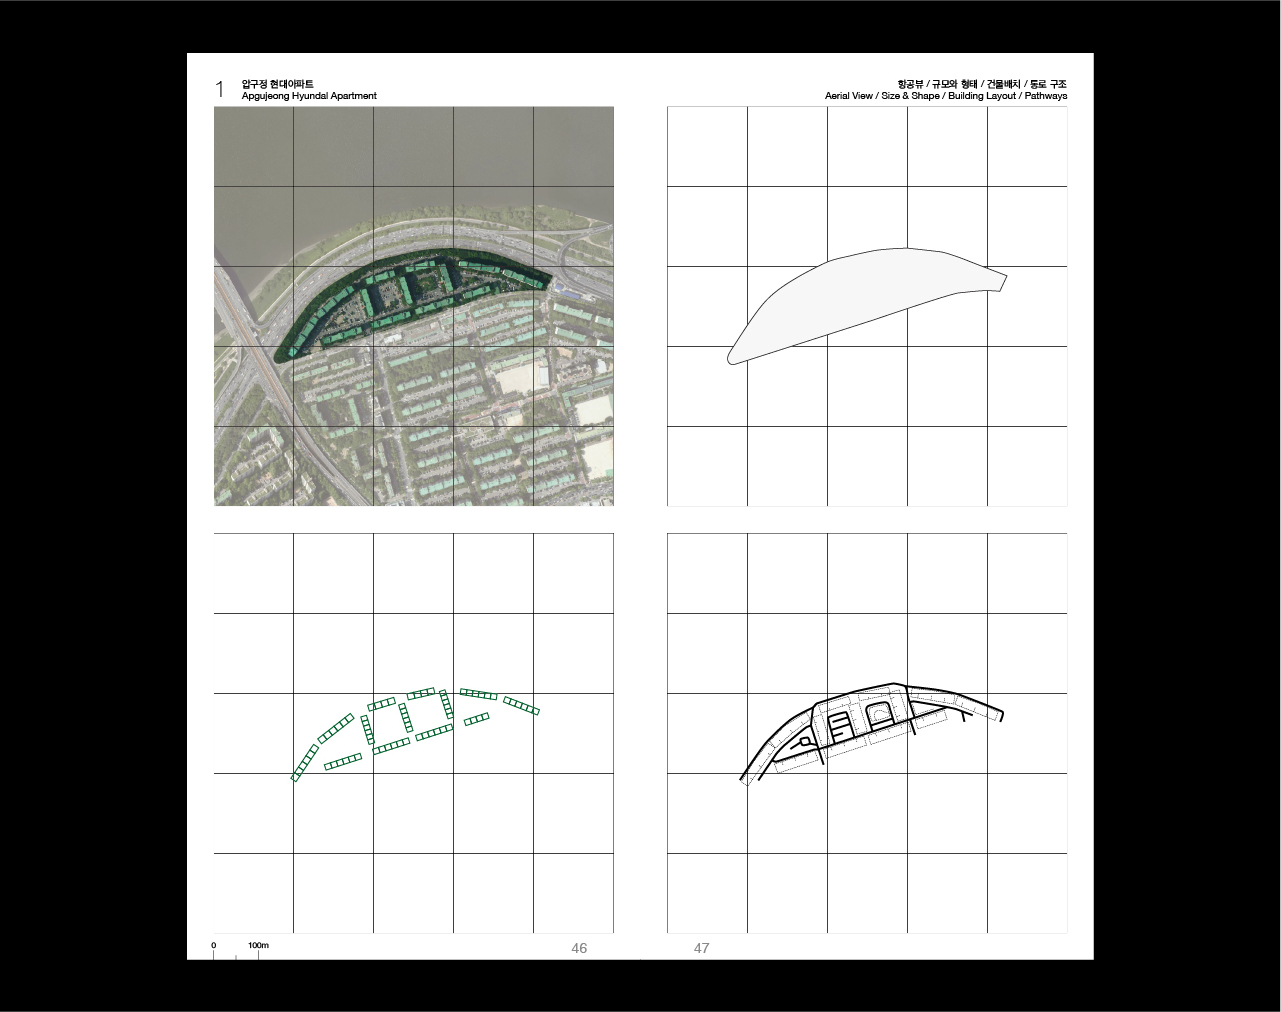 1
압구정 현대아파트
Apgujeong Hyundai Apartment
항공뷰 / 규모와 형태 / 건물배치 / 통로 구조
Aerial View / Size & Shape / Building Layout / Pathways
0 100m
46
47